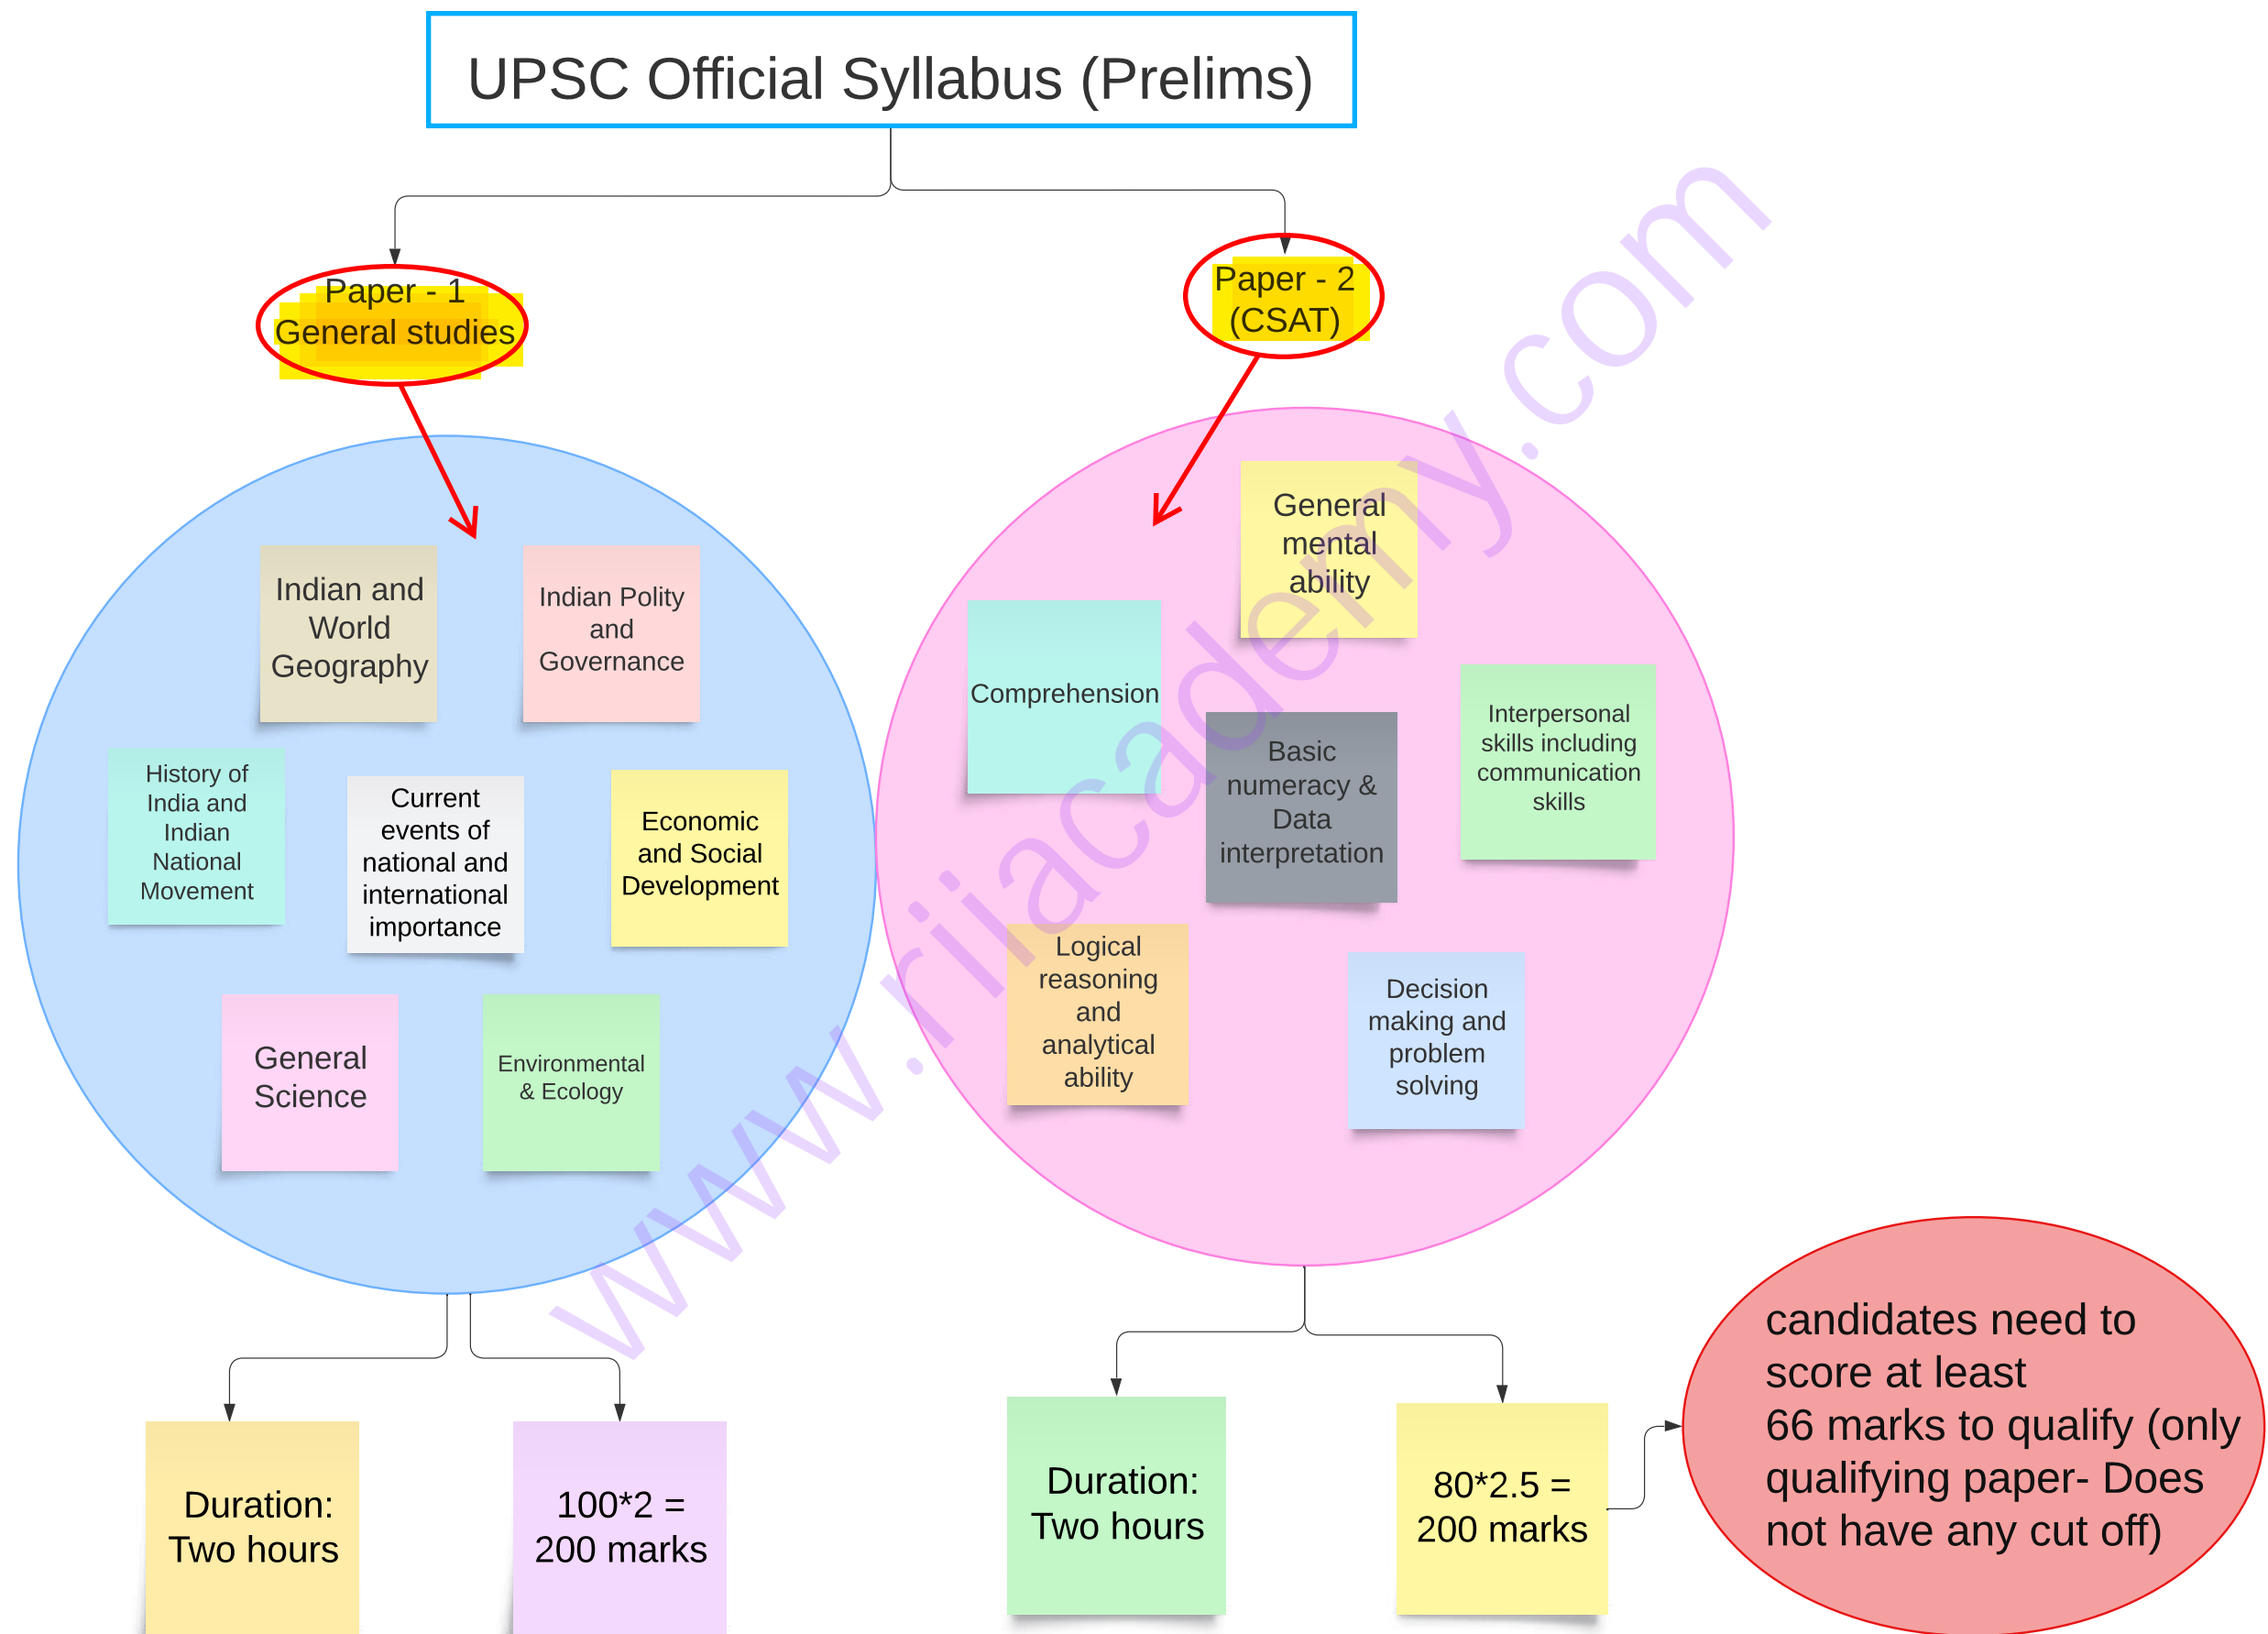 UPSC Official Syllabus (Prelims)
Paper - 1
General studies
Paper - 2
(CSAT)
Indian and
World
Geography
Indian Polity
and
Governance
History of
India and
Indian
National
Movement
Current
events of
national and
international
importance
Economic
and Social
Development
General
Science
Environmental
& Ecology
General
mental
ability
Comprehension
Basic
numeracy &
Data
interpretation
Interpersonal
skills including
communication
skills
Logical
reasoning
and
analytical
ability
Decision
making and
problem
solving
Duration:
Two hours
100*2 =
200 marks
Duration:
Two hours
80*2.5 =
200 marks
candidates need to
score at least
66 marks to qualify (only
qualifying paper- Does
not have any cut off)
www.riiacademy.com